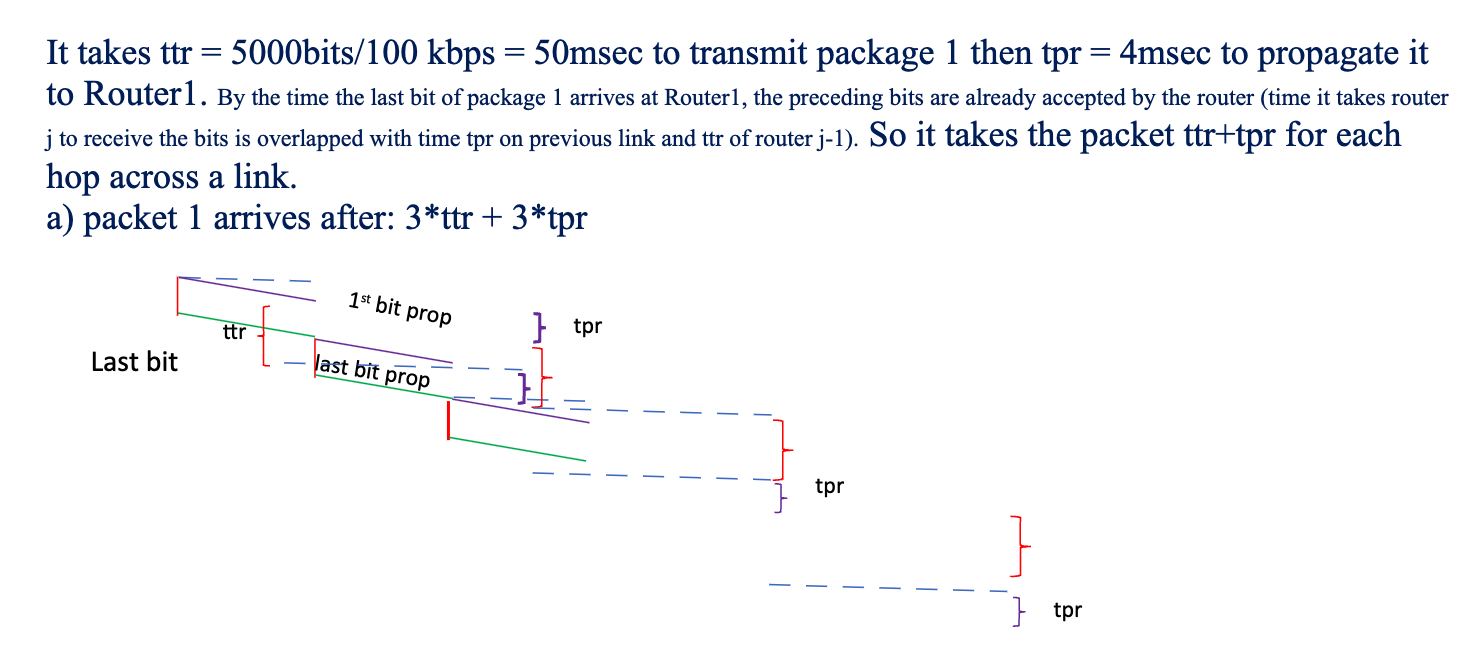 It takes ttr = 5000bits/100 kbps = 50msec to transmit package 1 then tpr = 4msec to propagate it
to Router1. By the time the last bit of package 1 arrives at Router1, the preceding bits are already accepted by the router (time it takes router
j to receive the bits is overlapped with time tpr on previous link and ttr of router j-1). So it takes the packet ttr+tpr for each
hop across a link.
a) packet 1 arrives after: 3*ttr + 3*tpr
1st bit prop
tpr
ttr
Last bit
last bit prop
tpr
tpr